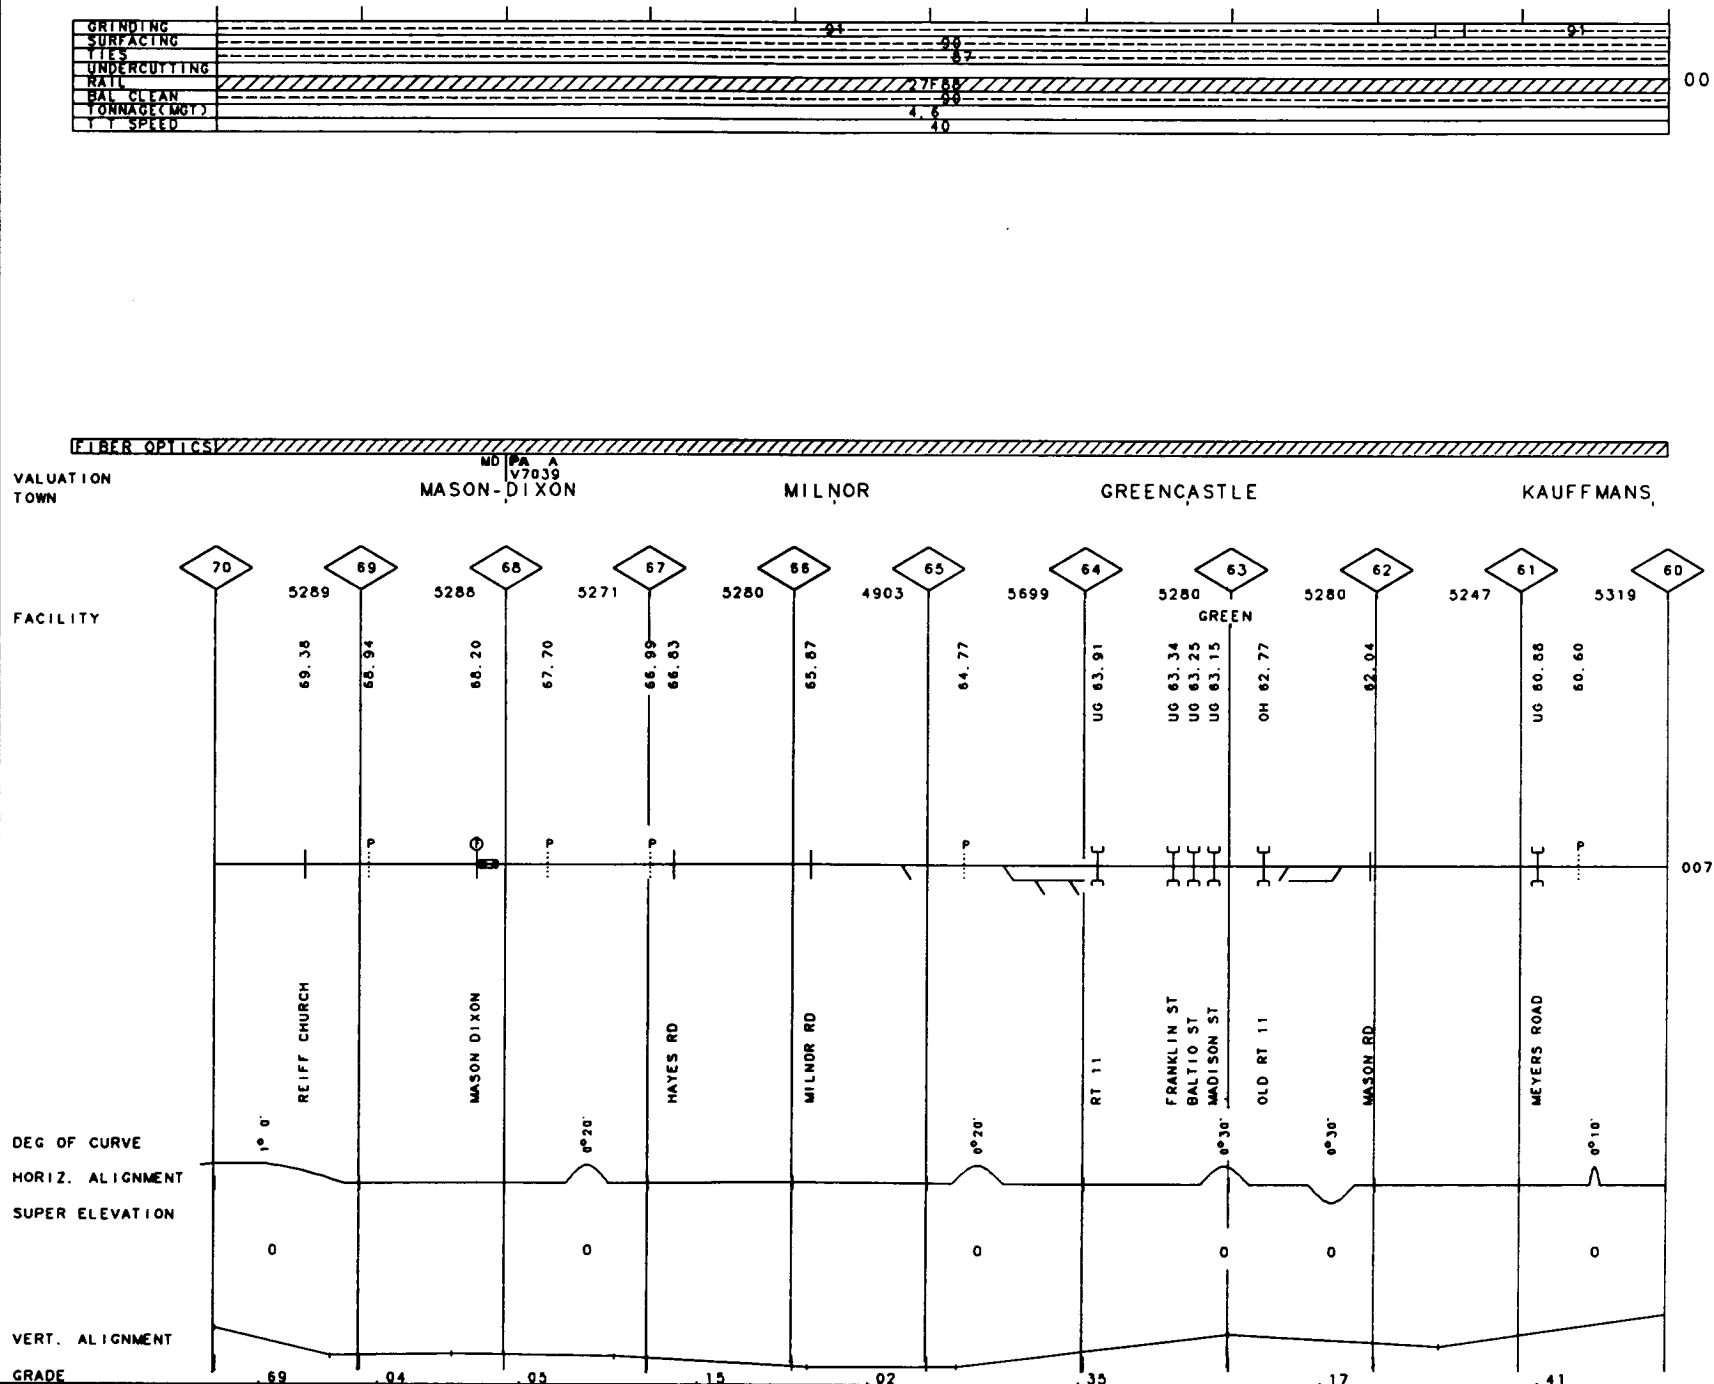 GRINDING 91 91
SURFACING 90
TIES 87
UNDERCUTTING
RAIL 27F88 00
BAL CLEAN 90
TONNAGE(MGT) 4.6
T T SPEED 40
FIBER OPTICS
MD PA A
VALUATION V7039
TOWN MASON-DIXON MILNOR GREENCASTLE KAUFFMANS
70 69 68 67 66 65 64 63 62 61 60
5289 5288 5271 5280 4903 5699 5280 5280 5247 5319
FACILITY GREEN
69.38 68.94 68.20 67.70 66.99 66.83 65.87 64.77 UG 63.91 UG 63.34 UG 63.25 UG 63.15 OH 62.77 62.04 UG 60.88 60.60
P P P P P P
007
REIFF CHURCH MASON DIXON HAYES RD MILNOR RD RT 11 FRANKLIN ST BALTIO ST MADISON ST OLD RT 11 MASON RD MEYERS ROAD
DEG OF CURVE 1° 0' 0°20' 0°20' 0°30' 0°30' 0°10'
HORIZ. ALIGNMENT
SUPER ELEVATION
0 0 0 0 0 0
VERT. ALIGNMENT
GRADE .69 .04 .05 .15 .02 .35 .17 .41